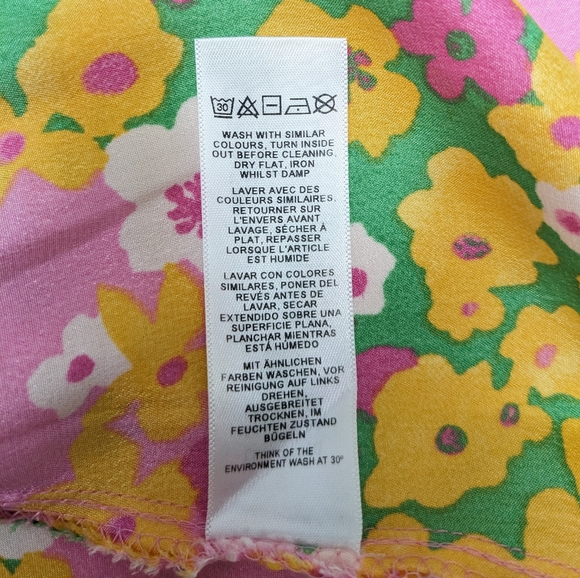 30
WASH WITH SIMILAR
COLOURS, TURN INSIDE
OUT BEFORE CLEANING,
DRY FLAT, IRON
WHILST DAMP
LAVER AVEC DES
COULEURS SIMILAIRES,
RETOURNER SUR
L'ENVERS AVANT
LAVAGE, SÉCHER À
PLAT, REPASSER
LORSQUE L'ARTICLE
EST HUMIDE
LAVAR CON COLORES
SIMILARES, PONER DEL
REVÉS ANTES DE
LAVAR, SECAR
EXTENDIDO SOBRE UNA
SUPERFICIE PLANA,
PLANCHAR MIENTRAS
ESTÁ HÚMEDO
MIT ÄHNLICHEN
FARBEN WASCHEN, VOR
REINIGUNG AUF LINKS
DREHEN,
AUSGEBREITET
TROCKNEN, IM
FEUCHTEN ZUSTAND
BÜGELN
THINK OF THE
ENVIRONMENT WASH AT 30°